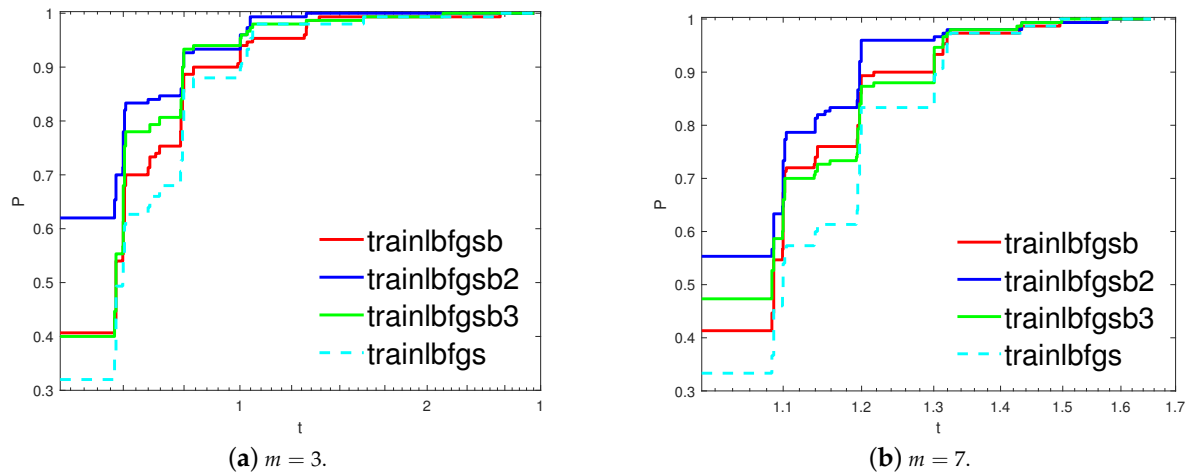 1
0.9
0.8
0.7
0.6
0.5
0.4
0.3
P
trainlbfgsb
trainlbfgsb2
trainlbfgsb3
trainlbfgs
1 2 1
t
(a) m = 3.
1
0.9
0.8
0.7
0.6
0.5
0.4
0.3
P
trainlbfgsb
trainlbfgsb2
trainlbfgsb3
trainlbfgs
1.1 1.2 1.3 1.4 1.5 1.6 1.7
t
(b) m = 7.